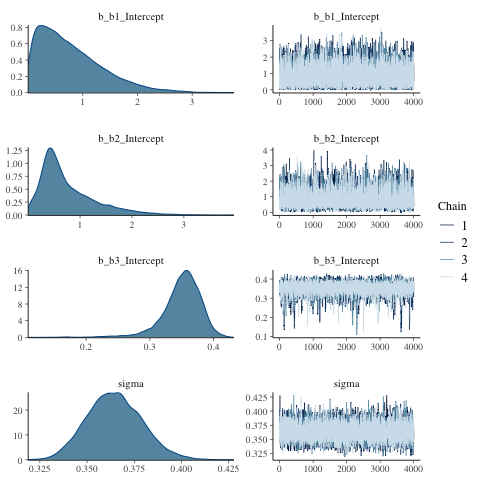 b_b1_Intercept
0.8
0.6
0.4
0.2
0.0
1 2 3
b_b1_Intercept
3
2
1
0
0 1000 2000 3000 4000
b_b2_Intercept
1.25
1.00
0.75
0.50
0.25
0.00
1 2 3
b_b2_Intercept
4
3
2
1
0
0 1000 2000 3000 4000
b_b3_Intercept
16
12
8
4
0
0.2 0.3 0.4
b_b3_Intercept
0.4
0.3
0.2
0.1
0 1000 2000 3000 4000
sigma
20
10
0
0.325 0.350 0.375 0.400 0.425
sigma
0.425
0.400
0.375
0.350
0.325
0 1000 2000 3000 4000
Chain
1
2
3
4